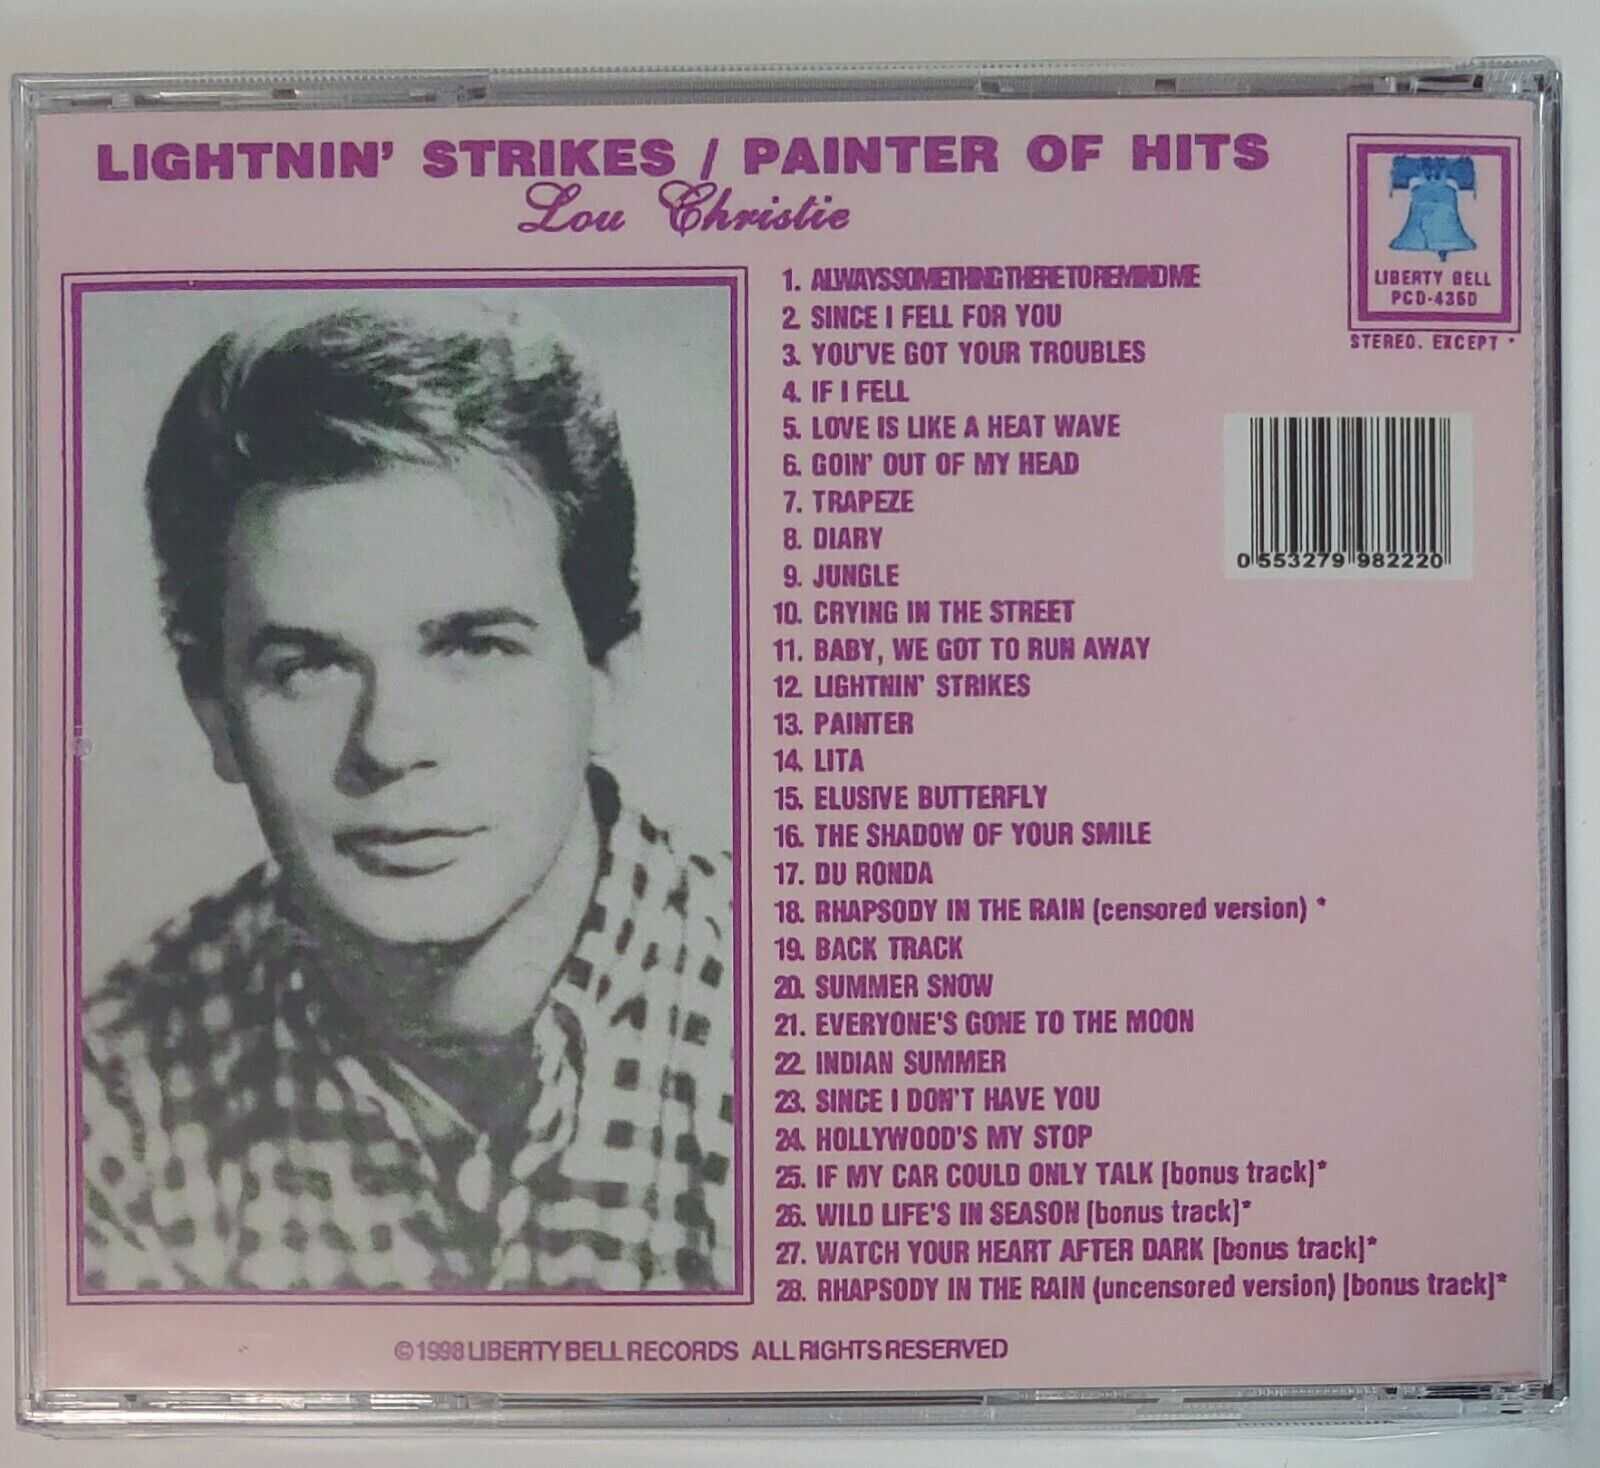 LIGHTNIN' STRIKES / PAINTER OF HITS
Lou Christie
LIBERTY BELL
PCD-4350
STEREO, EXCEPT *
1. ALWAYS SOMETHING THERE TO REMIND ME
2. SINCE I FELL FOR YOU
3. YOU'VE GOT YOUR TROUBLES
4. IF I FELL
5. LOVE IS LIKE A HEAT WAVE
6. GOIN' OUT OF MY HEAD
7. TRAPEZE
8. DIARY
9. JUNGLE
10. CRYING IN THE STREET
11. BABY, WE GOT TO RUN AWAY
12. LIGHTNIN' STRIKES
13. PAINTER
14. LITA
15. ELUSIVE BUTTERFLY
16. THE SHADOW OF YOUR SMILE
17. DU RONDA
18. RHAPSODY IN THE RAIN (censored version) *
19. BACK TRACK
20. SUMMER SNOW
21. EVERYONE'S GONE TO THE MOON
22. INDIAN SUMMER
23. SINCE I DON'T HAVE YOU
24. HOLLYWOOD'S MY STOP
25. IF MY CAR COULD ONLY TALK [bonus track]*
26. WILD LIFE'S IN SEASON [bonus track]*
27. WATCH YOUR HEART AFTER DARK [bonus track]*
28. RHAPSODY IN THE RAIN (uncensored version) [bonus track]*
0 553279 982220
©1998 LIBERTY BELL RECORDS ALL RIGHTS RESERVED